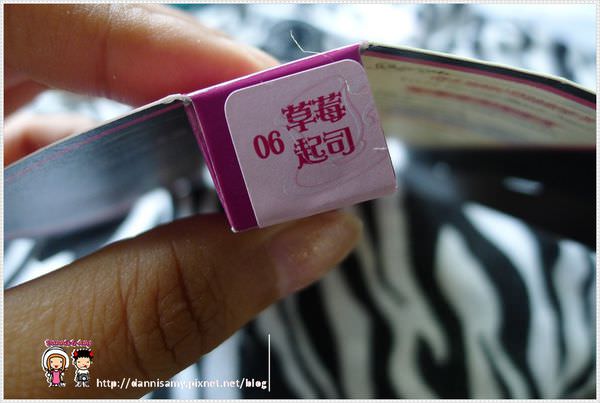 06 草莓
起司
http://dannisamy.pixnet.net/blog